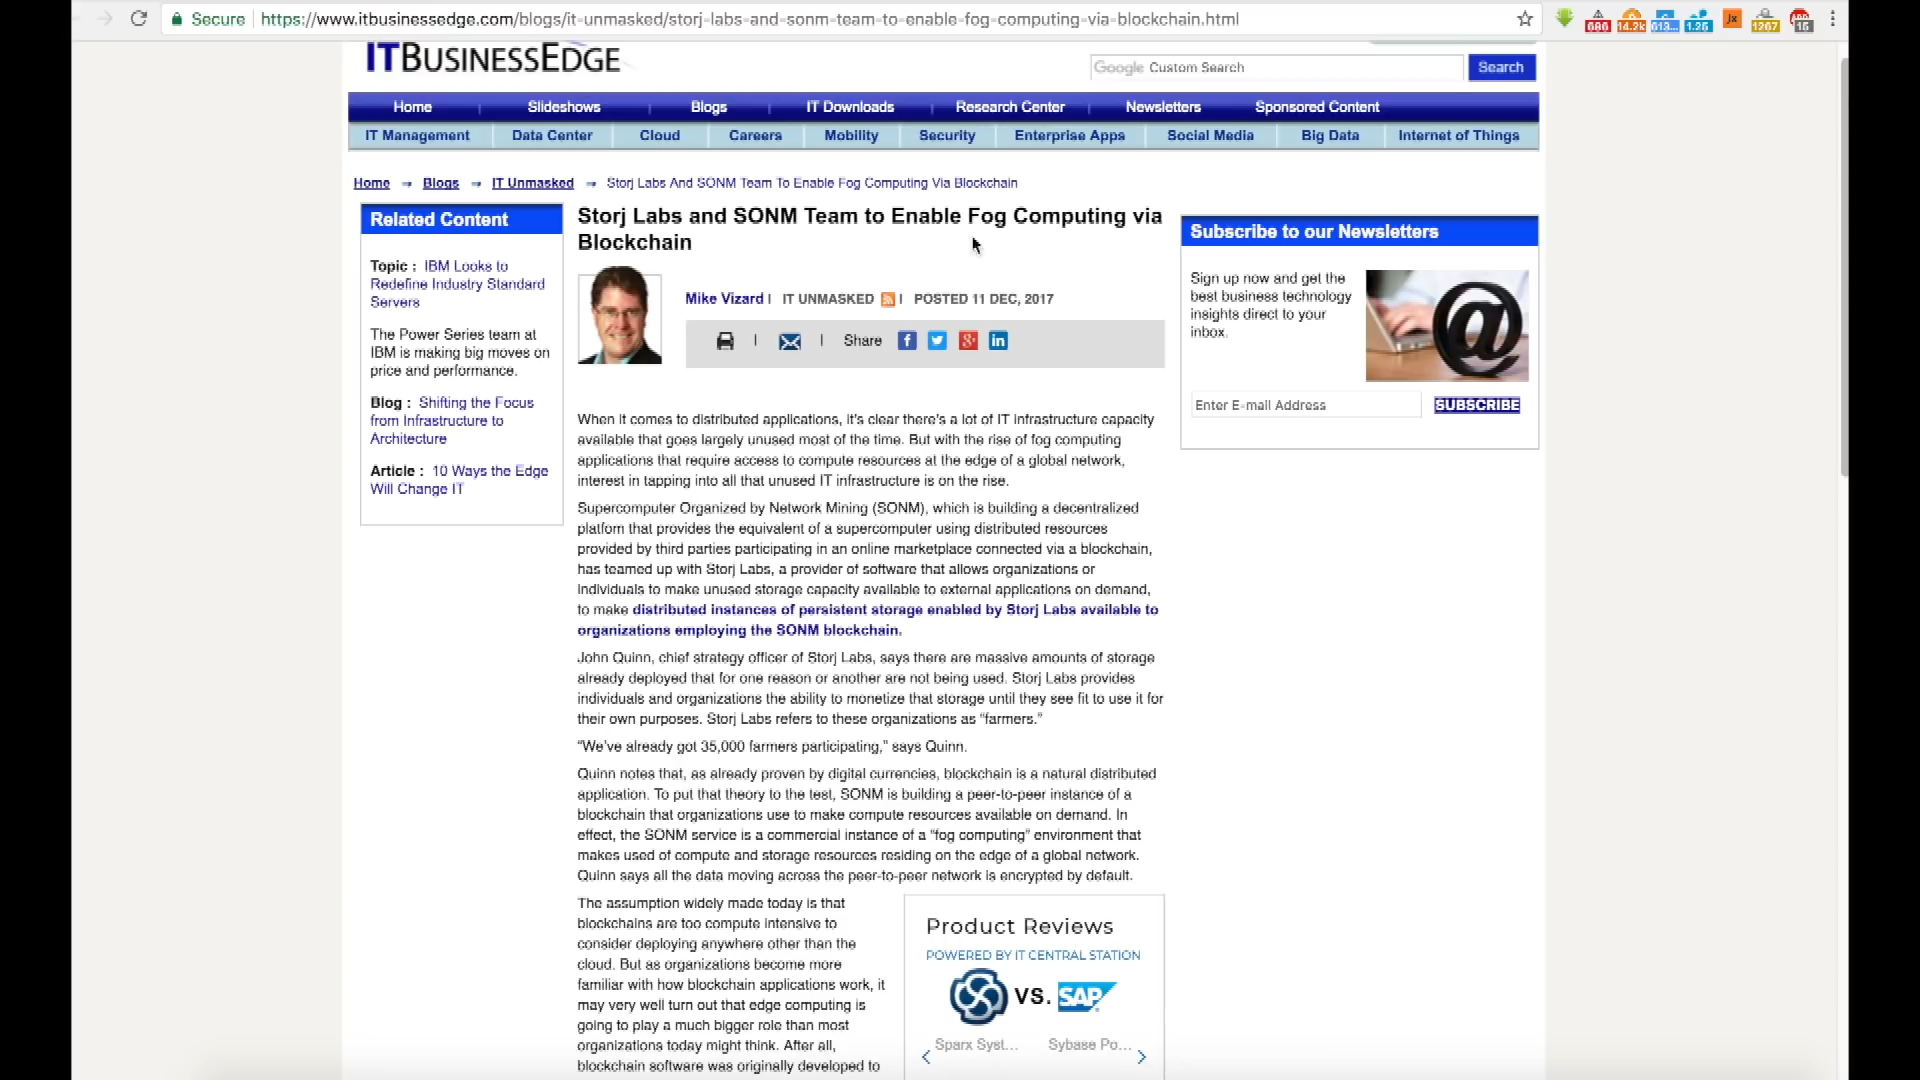 Secure https://www.itbusinessedge.com/blogs/it-unmasked/storj-labs-and-sonm-team-to-enable-fog-computing-via-blockchain.html
686 14.2k 613... 1.25 Jx 1267 15
ITBUSINESSEDGE
Google Custom Search Search
Home Slideshows Blogs IT Downloads Research Center Newsletters Sponsored Content
IT Management Data Center Cloud Careers Mobility Security Enterprise Apps Social Media Big Data Internet of Things
Home Blogs IT Unmasked Storj Labs And SONM Team To Enable Fog Computing Via Blockchain
Related Content
Topic : IBM Looks to
Redefine Industry Standard
Servers
The Power Series team at
IBM is making big moves on
price and performance.
Blog : Shifting the Focus
from Infrastructure to
Architecture
Article : 10 Ways the Edge
Will Change IT
Storj Labs and SONM Team to Enable Fog Computing via
Blockchain
Mike Vizard | IT UNMASKED | POSTED 11 DEC, 2017
| | Share f g+ in
When it comes to distributed applications, it's clear there's a lot of IT infrastructure capacity
available that goes largely unused most of the time. But with the rise of fog computing
applications that require access to compute resources at the edge of a global network,
interest in tapping into all that unused IT infrastructure is on the rise.
Supercomputer Organized by Network Mining (SONM), which is building a decentralized
platfom that provides the equivalent of a supercomputer using distributed resources
provided by third parties participating in an online marketplace connected via a blockchain,
has teamed up with Storj Labs, a provider of software that allows organizations or
individuals to make unused storage capacity available to external applications on demand,
to make distributed instances of persistent storage enabled by Storj Labs available to
organizations employing the SONM blockchain.
John Quinn, chief strategy officer of Storj Labs, says there are massive amounts of storage
already deployed that for one reason or another are not being used. Storj Labs provides
individuals and organizations the ability to monetize that storage until they see fit to use it for
their own purposes. Storj Labs refers to these organizations as “farmers.”
“We've already got 35,000 farmers participating,” says Quinn.
Quinn notes that, as already proven by digital currencies, blockchain is a natural distributed
application. To put that theory to the test, SONM is building a peer-to-peer instance of a
blockchain that organizations use to make compute resources available on demand. In
effect, the SONM service is a commercial instance of a “fog computing” environment that
makes used of compute and storage resources residing on the edge of a global network.
Quinn says all the data moving across the peer-to-peer network is encrypted by default.
The assumption widely made today is that
blockchains are too compute intensive to
consider deploying anywhere other than the
cloud. But as organizations become more
familiar with how blockchain applications work, it
may very well turn out that edge computing is
going to play a much bigger role than most
organizations today might think. After all,
blockchain software was originally developed to
Product Reviews
POWERED BY IT CENTRAL STATION
VS. SAP
Sparx Syst... Sybase Po...
Subscribe to our Newsletters
Sign up now and get the
best business technology
insights direct to your
inbox.
@
Enter E-mail Address SUBSCRIBE